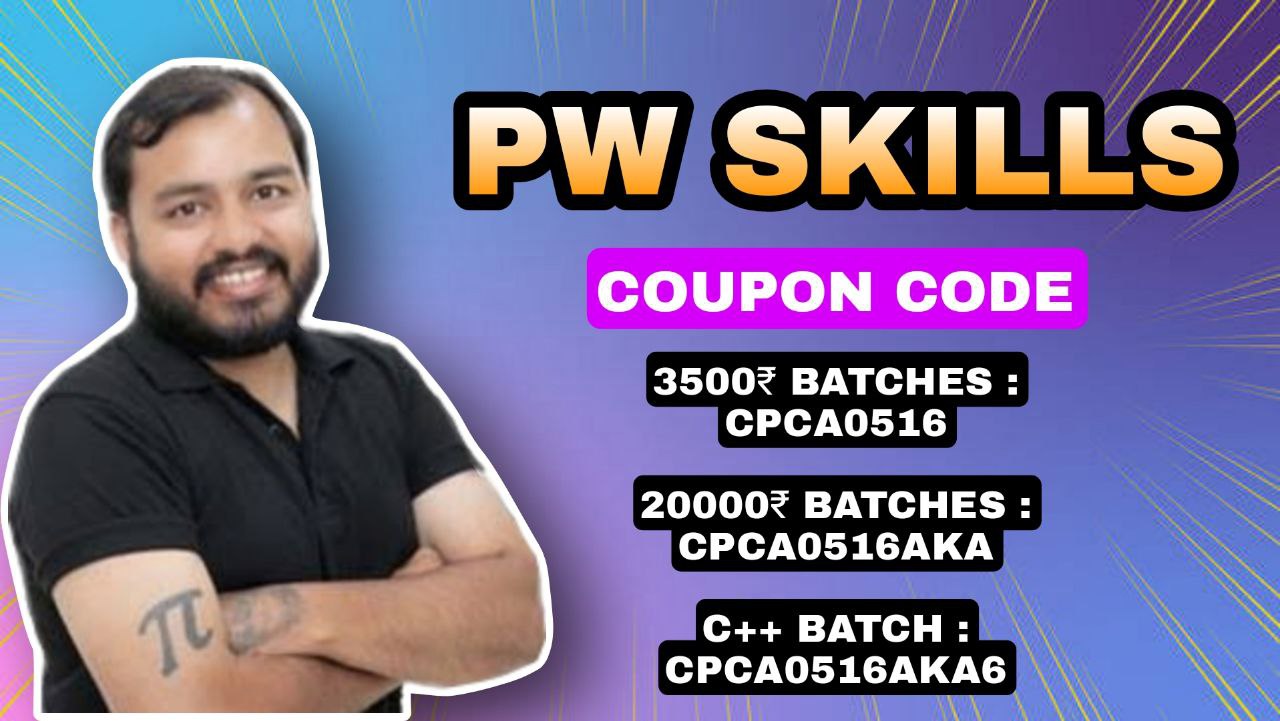 PW SKILLS
COUPON CODE
3500₹ BATCHES :
CPCA0516
20000₹ BATCHES :
CPCA0516AKA
C++ BATCH :
CPCA0516AKA6
π